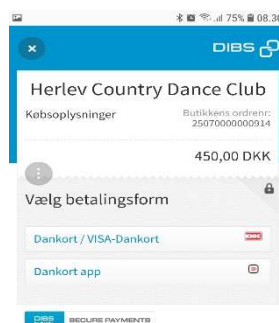 75% 08.30
DIBS
Herlev Country Dance Club
Købsoplysninger
Butikkens ordrenr:
25070000000914
450,00 DKK
Vælg betalingsform
Dankort / VISA-Dankort
Dankort app
DIBS SECURE PAYMENTS